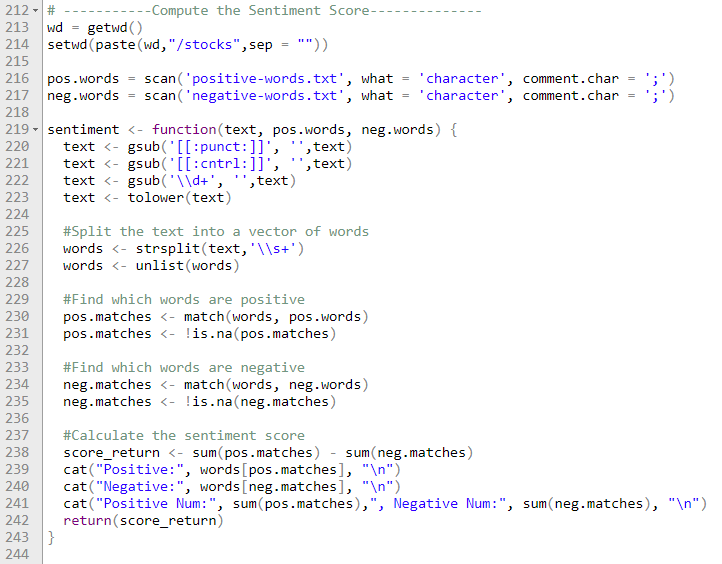 212 # -----------Compute the Sentiment Score--------------
213 wd = getwd()
214 setwd(paste(wd,"/stocks",sep = ""))
215
216 pos.words = scan('positive-words.txt', what = 'character', comment.char = ';')
217 neg.words = scan('negative-words.txt', what = 'character', comment.char = ';')
218
219 sentiment <- function(text, pos.words, neg.words) {
220   text <- gsub('[[:punct:]]', '',text)
221   text <- gsub('[[:cntrl:]]', '',text)
222   text <- gsub('\\d+', '',text)
223   text <- tolower(text)
224
225   #Split the text into a vector of words
226   words <- strsplit(text,'\\s+')
227   words <- unlist(words)
228
229   #Find which words are positive
230   pos.matches <- match(words, pos.words)
231   pos.matches <- !is.na(pos.matches)
232
233   #Find which words are negative
234   neg.matches <- match(words, neg.words)
235   neg.matches <- !is.na(neg.matches)
236
237   #Calculate the sentiment score
238   score_return <- sum(pos.matches) - sum(neg.matches)
239   cat("Positive:", words[pos.matches], "\n")
240   cat("Negative:", words[neg.matches], "\n")
241   cat("Positive Num:", sum(pos.matches),", Negative Num:", sum(neg.matches), "\n")
242   return(score_return)
243 }
244